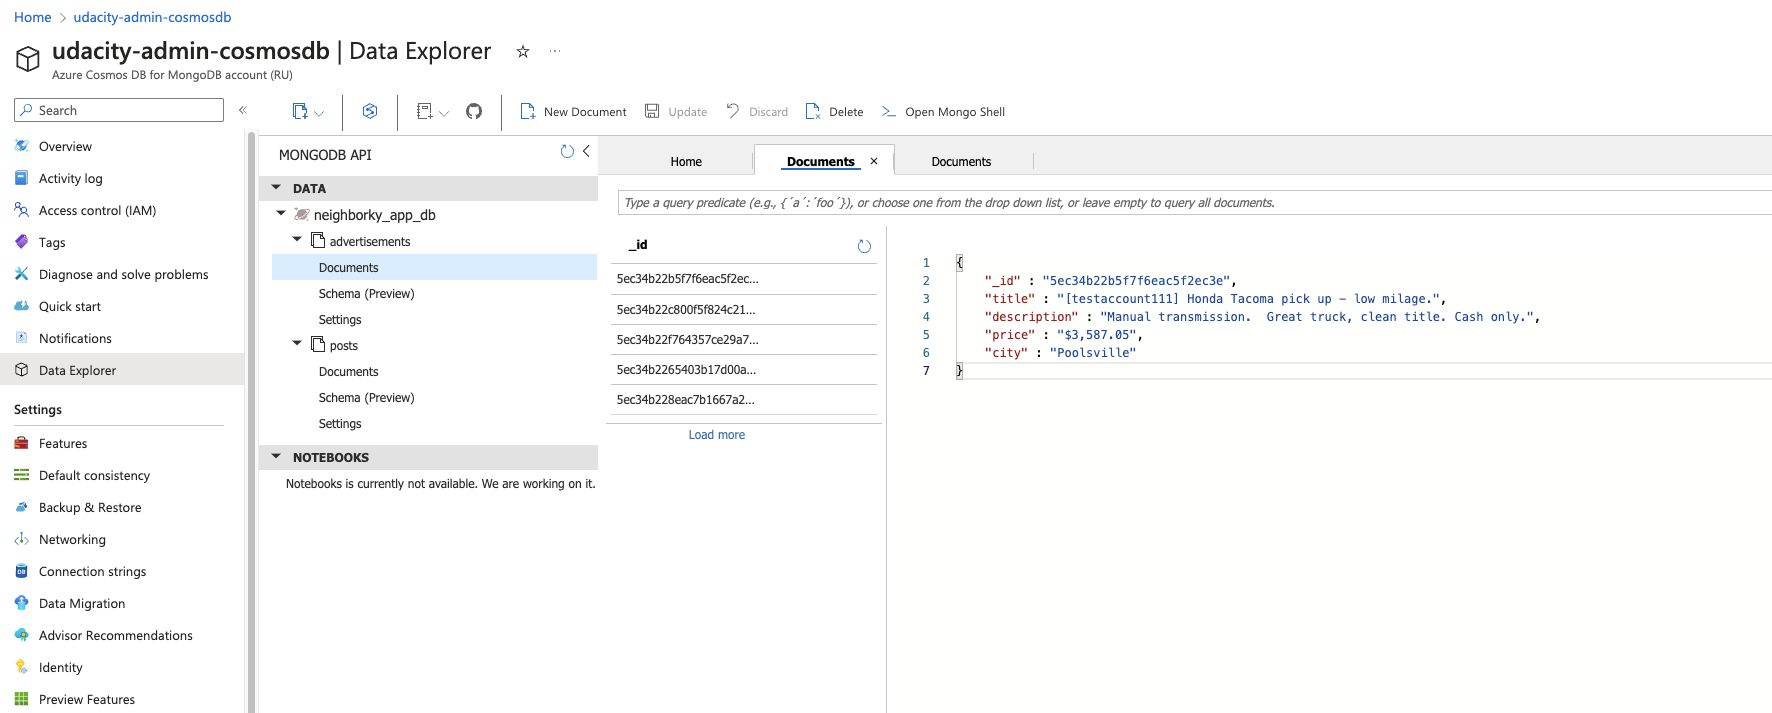 Home > udacity-admin-cosmosdb
udacity-admin-cosmosdb | Data Explorer
Azure Cosmos DB for MongoDB account (RU)
Search
Overview
Activity log
Access control (IAM)
Tags
Diagnose and solve problems
Quick start
Notifications
Data Explorer
Settings
Features
Default consistency
Backup & Restore
Networking
Connection strings
Data Migration
Advisor Recommendations
Identity
Preview Features
New Document Update Discard Delete Open Mongo Shell
MONGODB API
DATA
neighborky_app_db
advertisements
Documents
Schema (Preview)
Settings
posts
Documents
Schema (Preview)
Settings
NOTEBOOKS
Notebooks is currently not available. We are working on it.
Home Documents Documents
Type a query predicate (e.g., {´a´:´foo´}), or choose one from the drop down list, or leave empty to query all documents.
_id
5ec34b22b5f7f6eac5f2ec...
5ec34b22c800f5f824c21...
5ec34b22f764357ce29a7...
5ec34b2265403b17d00a...
5ec34b228eac7b1667a2...
Load more
1 {
2 "_id" : "5ec34b22b5f7f6eac5f2ec3e",
3 "title" : "[testaccount111] Honda Tacoma pick up - low milage.",
4 "description" : "Manual transmission.  Great truck, clean title. Cash only.",
5 "price" : "$3,587.05",
6 "city" : "Poolsville"
7 }